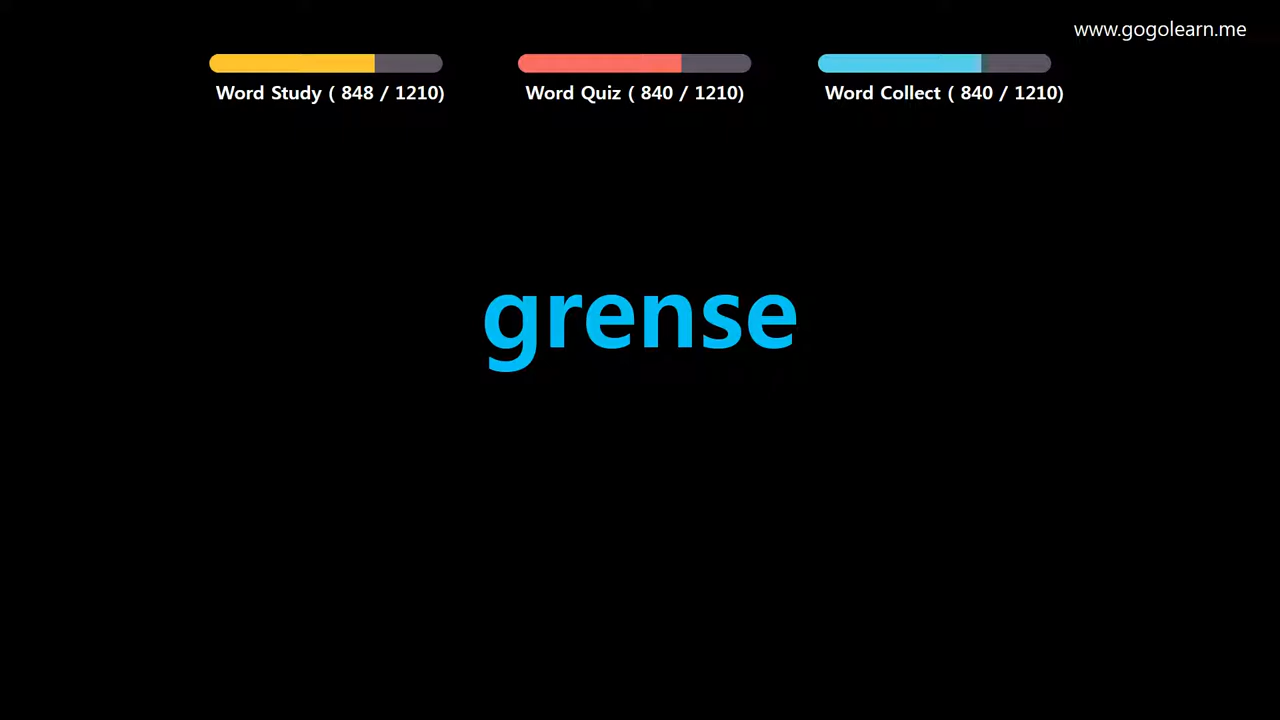 www.gogolearn.me
Word Study ( 848 / 1210)
Word Quiz ( 840 / 1210)
Word Collect ( 840 / 1210)
grense